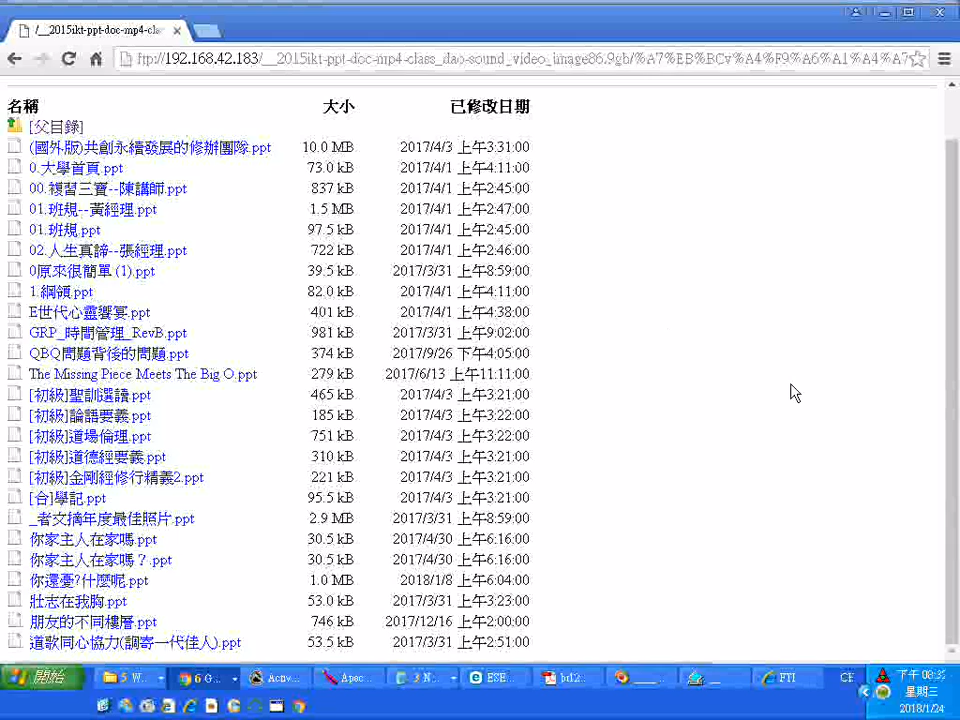 /__2015ikt-ppt-doc-mp4-cla
ftp://192.168.42.183/__2015ikt-ppt-doc-mp4-class_dao-sound_video_image86.9gb/%A7%EB%BCv%A4%F9%A6%A1%A4%A7
名稱 大小 已修改日期
[父目錄]
(國外版)共創永續發展的修辦團隊.ppt 10.0 MB 2017/4/3 上午3:31:00
0.大學首頁.ppt 73.0 kB 2017/4/1 上午4:11:00
00.複習三寶--陳講師.ppt 837 kB 2017/4/1 上午2:45:00
01.班規--黃經理.ppt 1.5 MB 2017/4/1 上午2:47:00
01.班規.ppt 97.5 kB 2017/4/1 上午2:45:00
02.人生真諦--張經理.ppt 722 kB 2017/4/1 上午2:46:00
0原來很簡單 (1).ppt 39.5 kB 2017/3/31 上午8:59:00
1.綱領.ppt 82.0 kB 2017/4/1 上午4:11:00
E世代心靈饗宴.ppt 401 kB 2017/4/1 上午4:38:00
GRP_時間管理_RevB.ppt 981 kB 2017/3/31 上午9:02:00
QBQ問題背後的問題.ppt 374 kB 2017/9/26 下午4:05:00
The Missing Piece Meets The Big O.ppt 279 kB 2017/6/13 上午11:11:00
[初級]聖訓選讀.ppt 465 kB 2017/4/3 上午3:21:00
[初級]論語要義.ppt 185 kB 2017/4/3 上午3:22:00
[初級]道場倫理.ppt 751 kB 2017/4/3 上午3:22:00
[初級]道德經要義.ppt 310 kB 2017/4/3 上午3:21:00
[初級]金剛經修行精義2.ppt 221 kB 2017/4/3 上午3:21:00
[合]學記.ppt 95.5 kB 2017/4/3 上午3:21:00
_者文摘年度最佳照片.ppt 2.9 MB 2017/3/31 上午8:59:00
你家主人在家嗎.ppt 30.5 kB 2017/4/30 上午6:16:00
你家主人在家嗎？.ppt 30.5 kB 2017/4/30 上午6:16:00
你還憂?什麼呢.ppt 1.0 MB 2018/1/8 上午6:04:00
壯志在我胸.ppt 53.0 kB 2017/3/31 上午3:23:00
朋友的不同樓層.ppt 746 kB 2017/12/16 上午2:00:00
道歌同心協力(調寄一代佳人).ppt 53.5 kB 2017/3/31 上午2:51:00
開始 5 W... 6 G... Activ... Apec... 3 N... ESE... bd12... FTI CH 下午
星期三
2018/1/24